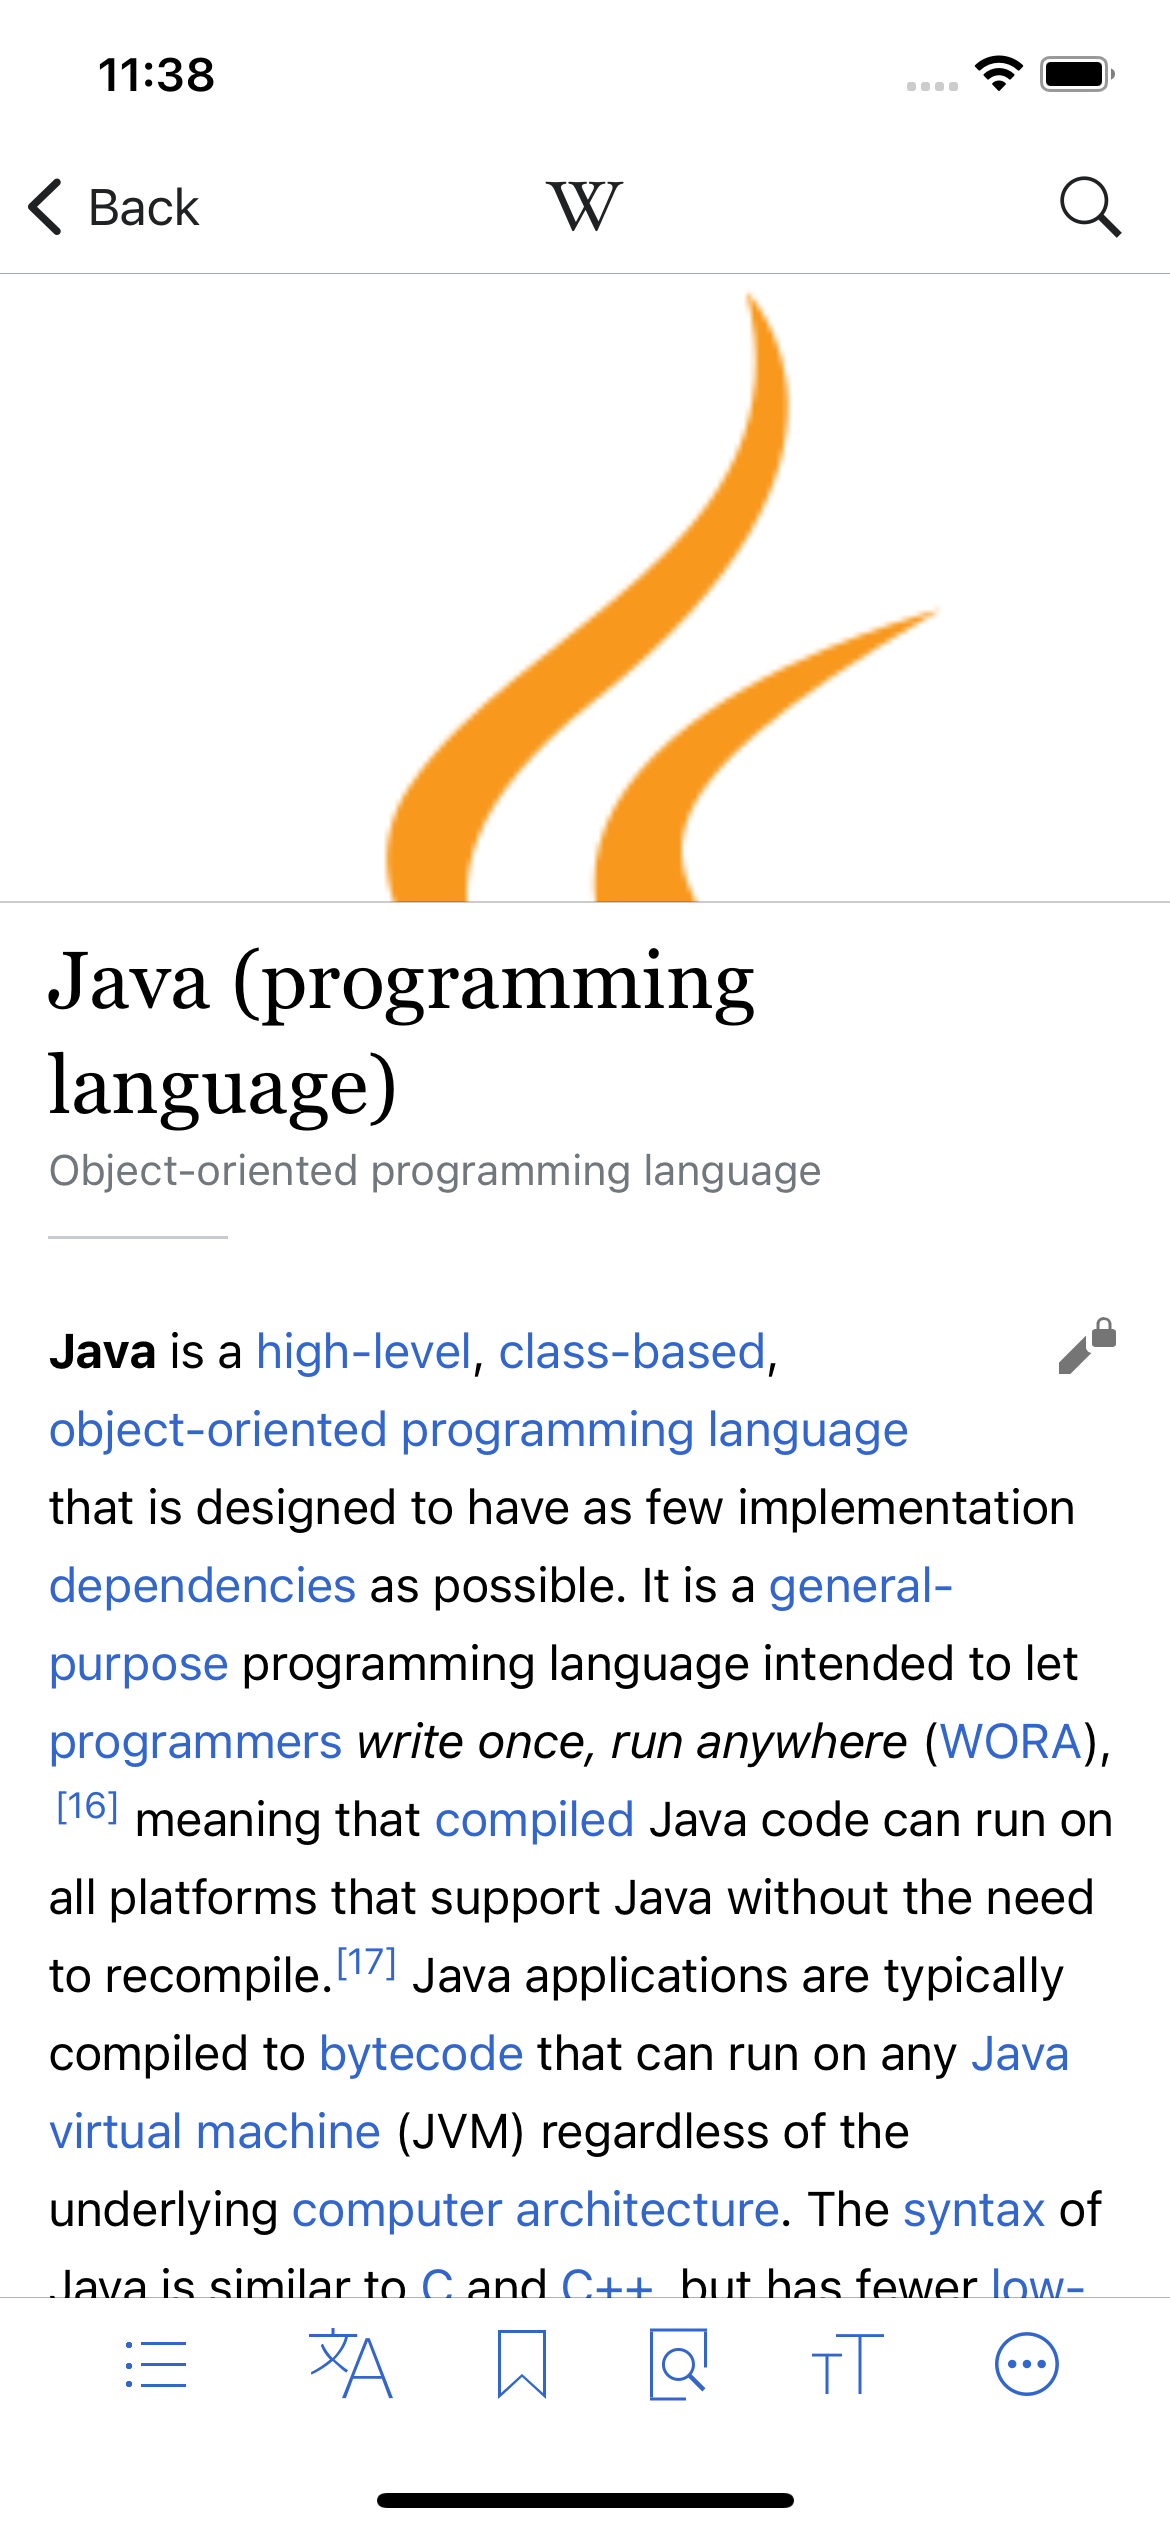 11:38
Back
W
Java (programming
language)
Object-oriented programming language
Java is a high-level, class-based,
object-oriented programming language
that is designed to have as few implementation
dependencies as possible. It is a general-
purpose programming language intended to let
programmers write once, run anywhere (WORA),
[16] meaning that compiled Java code can run on
all platforms that support Java without the need
to recompile.[17] Java applications are typically
compiled to bytecode that can run on any Java
virtual machine (JVM) regardless of the
underlying computer architecture. The syntax of
Java is similar to C and C++, but has fewer low-